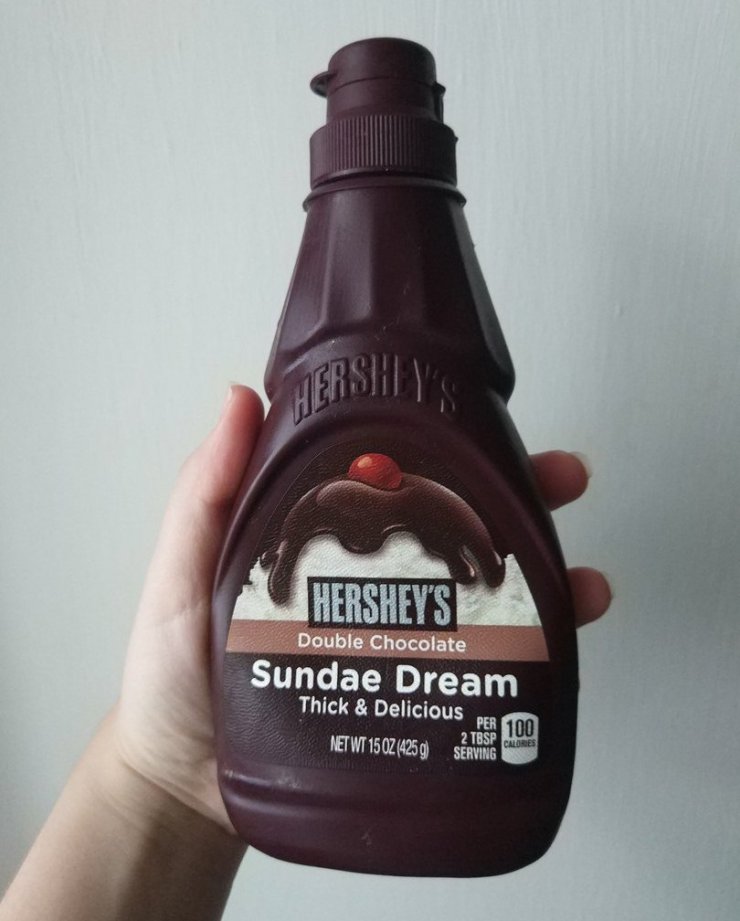 HERSHEY'S
HERSHEY'S
Double Chocolate
Sundae Dream
Thick & Delicious
NET WT 15 OZ (425 g)
PER
2 TBSP
SERVING
100
CALORIES